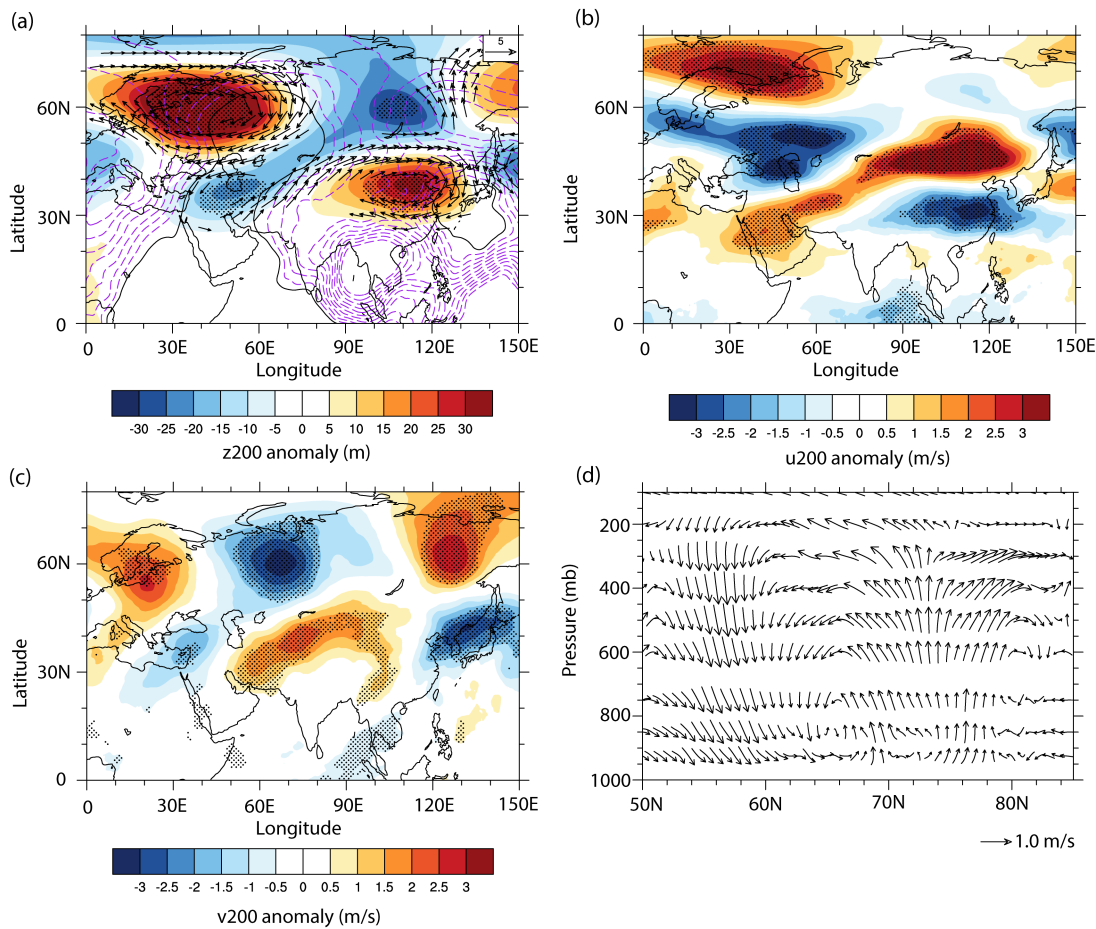 (a)
5
Latitude
60N
30N
0
0 30E 60E 90E 120E 150E
Longitude
-30 -25 -20 -15 -10 -5 0 5 10 15 20 25 30
z200 anomaly (m)
(b)
Latitude
60N
30N
0
0 30E 60E 90E 120E 150E
Longitude
-3 -2.5 -2 -1.5 -1 -0.5 0 0.5 1 1.5 2 2.5 3
u200 anomaly (m/s)
(c)
Latitude
60N
30N
0
0 30E 60E 90E 120E 150E
Longitude
-3 -2.5 -2 -1.5 -1 -0.5 0 0.5 1 1.5 2 2.5 3
v200 anomaly (m/s)
(d)
Pressure (mb)
200
400
600
800
1000
50N 60N 70N 80N
1.0 m/s